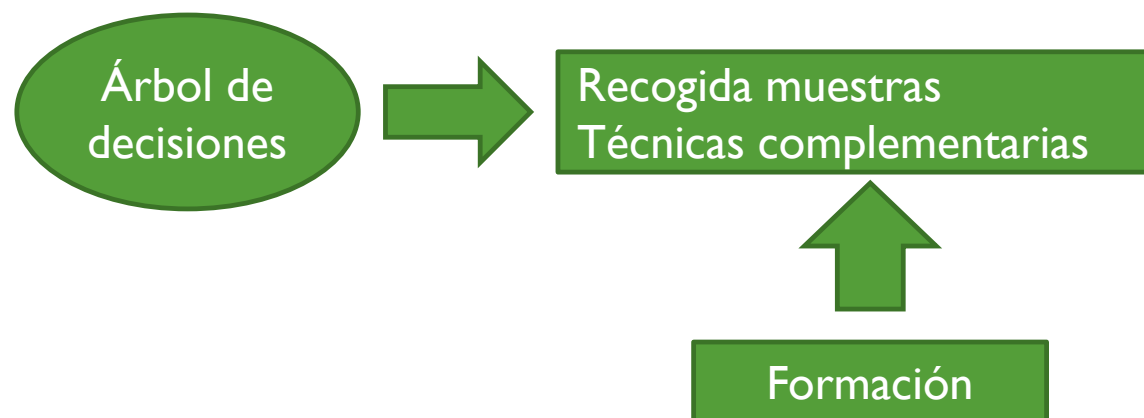 Árbol de
decisiones
Recogida muestras
Técnicas complementarias
Formación